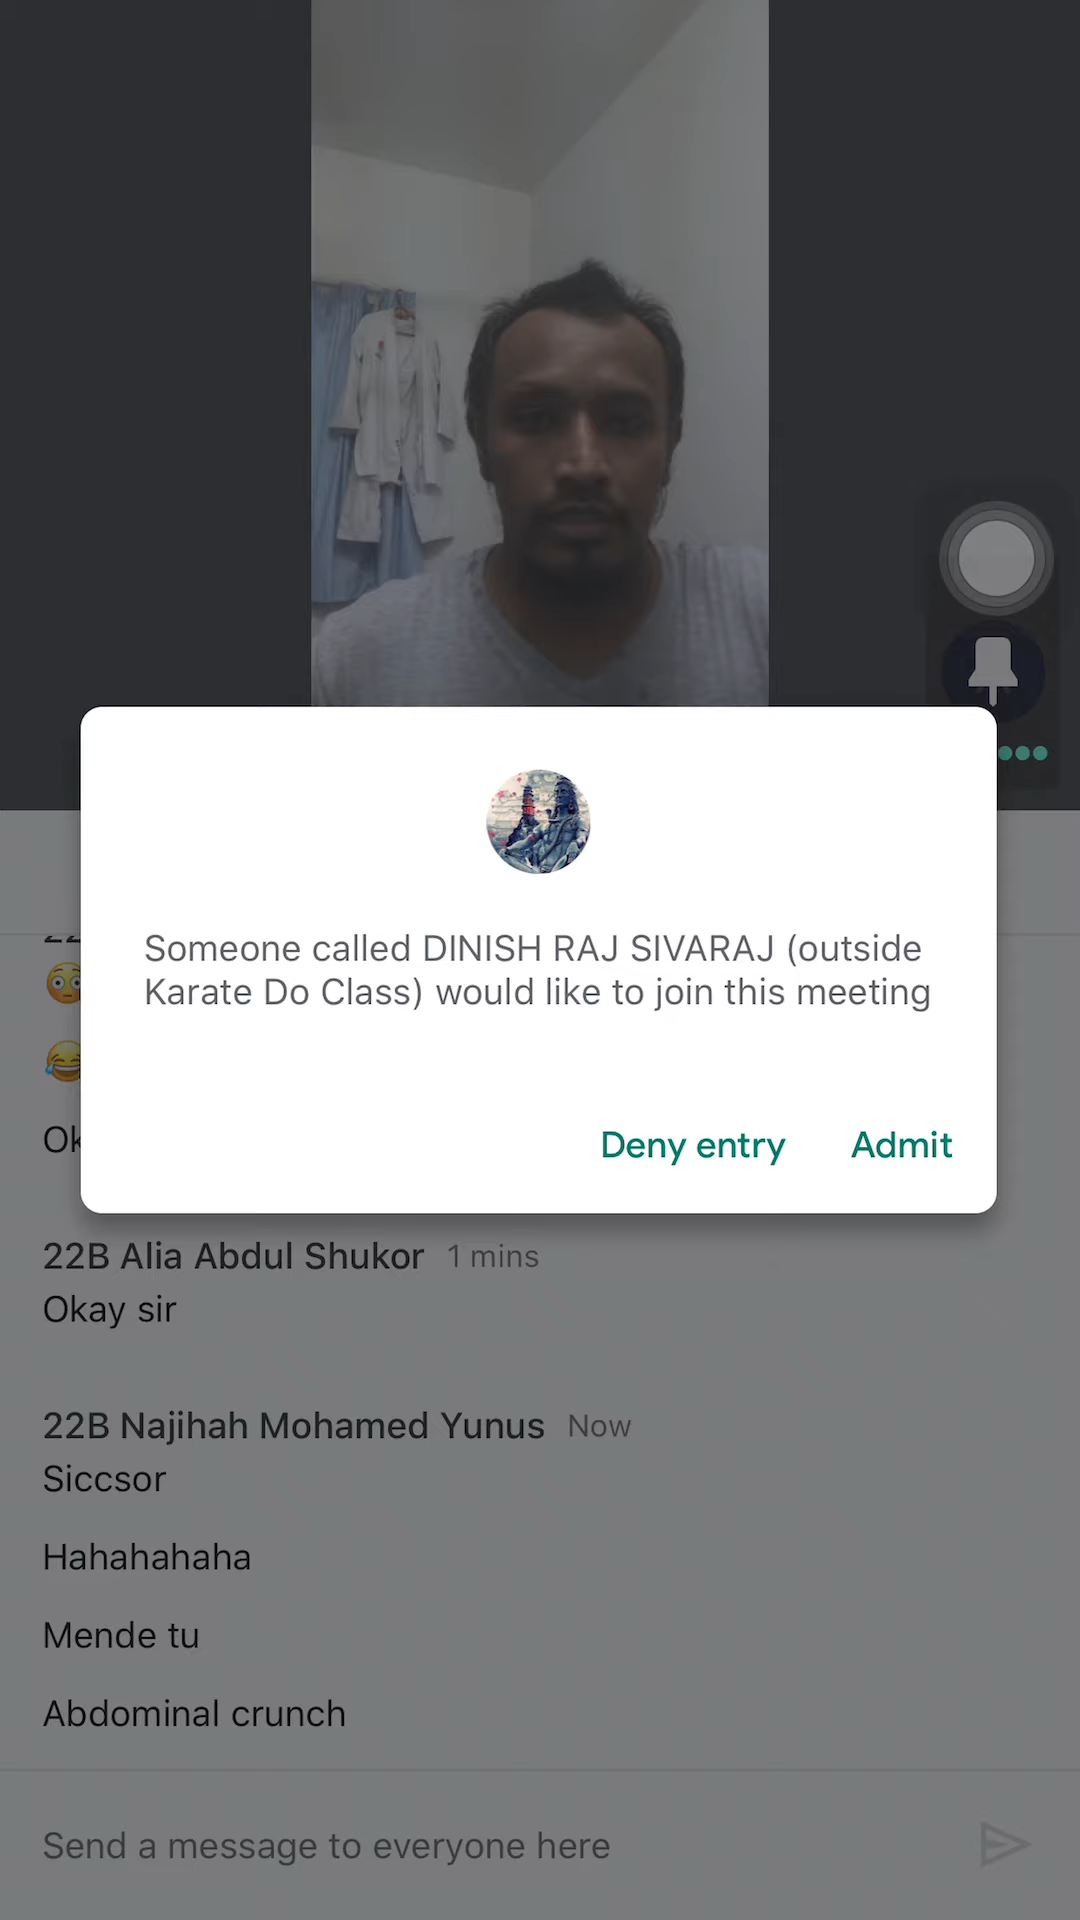 Someone called DINISH RAJ SIVARAJ (outside
Karate Do Class) would like to join this meeting
Deny entry Admit
22B Alia Abdul Shukor 1 mins
Okay sir
22B Najihah Mohamed Yunus Now
Siccsor
Hahahahaha
Mende tu
Abdominal crunch
Send a message to everyone here